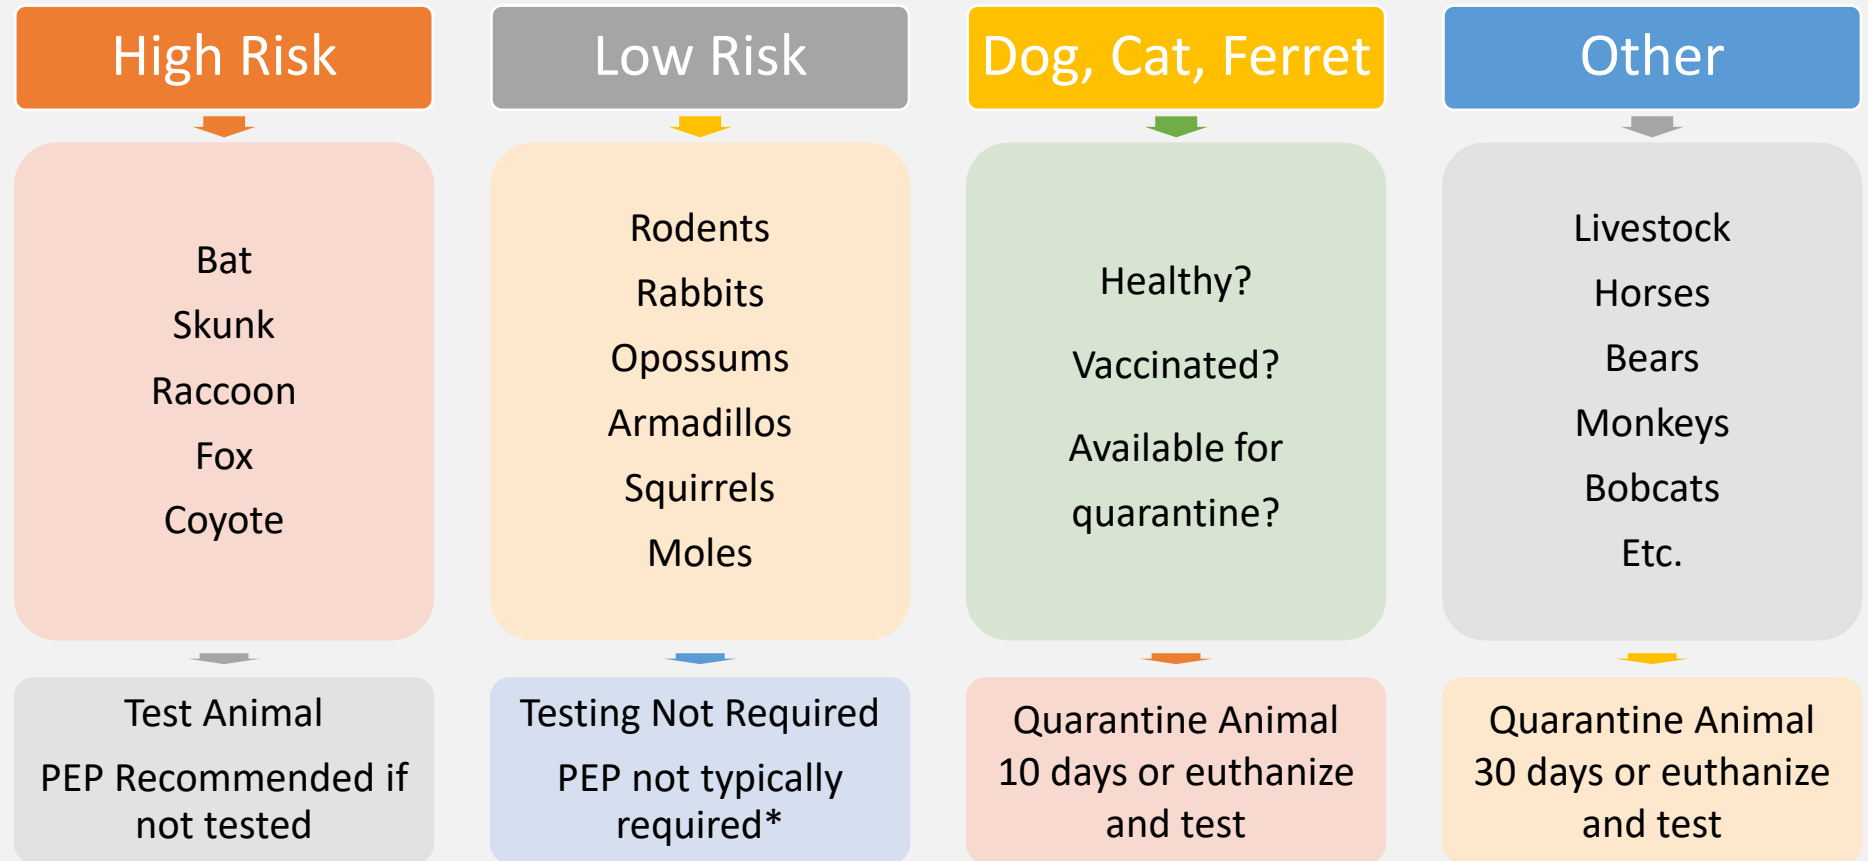 High Risk
Bat
Skunk
Raccoon
Fox
Coyote
Test Animal
PEP Recommended if
not tested
Low Risk
Rodents
Rabbits
Opossums
Armadillos
Squirrels
Moles
Testing Not Required
PEP not typically
required*
Dog, Cat, Ferret
Healthy?
Vaccinated?
Available for
quarantine?
Quarantine Animal
10 days or euthanize
and test
Other
Livestock
Horses
Bears
Monkeys
Bobcats
Etc.
Quarantine Animal
30 days or euthanize
and test